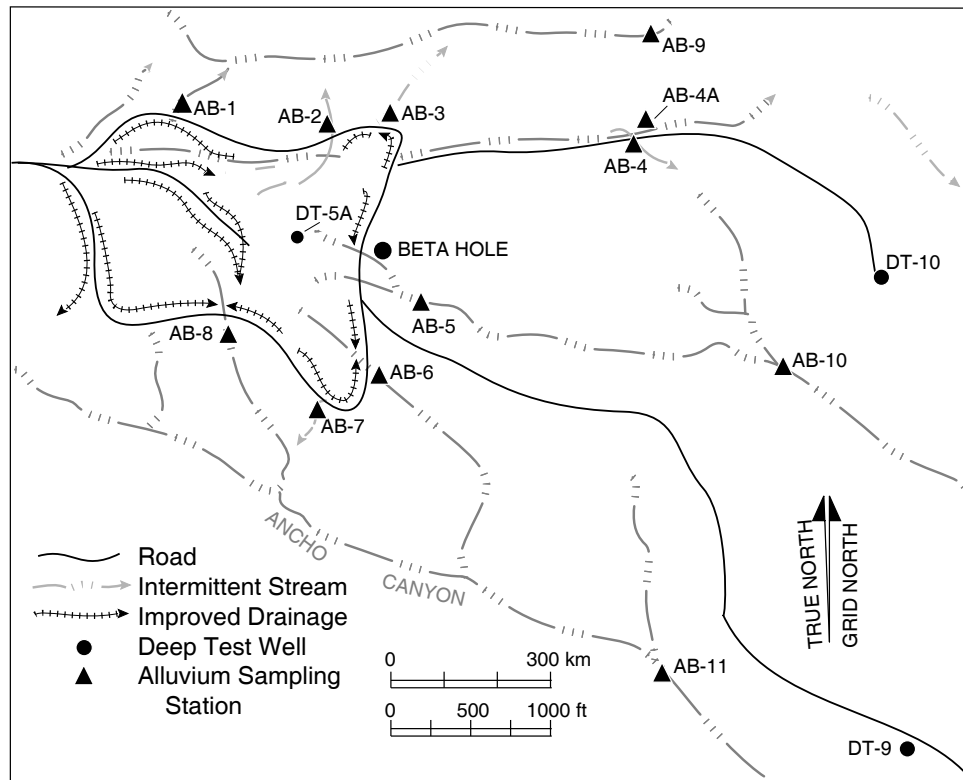 AB-9
AB-1
AB-2
AB-3
AB-4A
AB-4
DT-5A
BETA HOLE
DT-10
AB-5
AB-8
AB-6
AB-10
AB-7
ANCHO CANYON
TRUE NORTH
GRID NORTH
Road
Intermittent Stream
Improved Drainage
Deep Test Well
Alluvium Sampling
Station
0 300 km
0 500 1000 ft
AB-11
DT-9